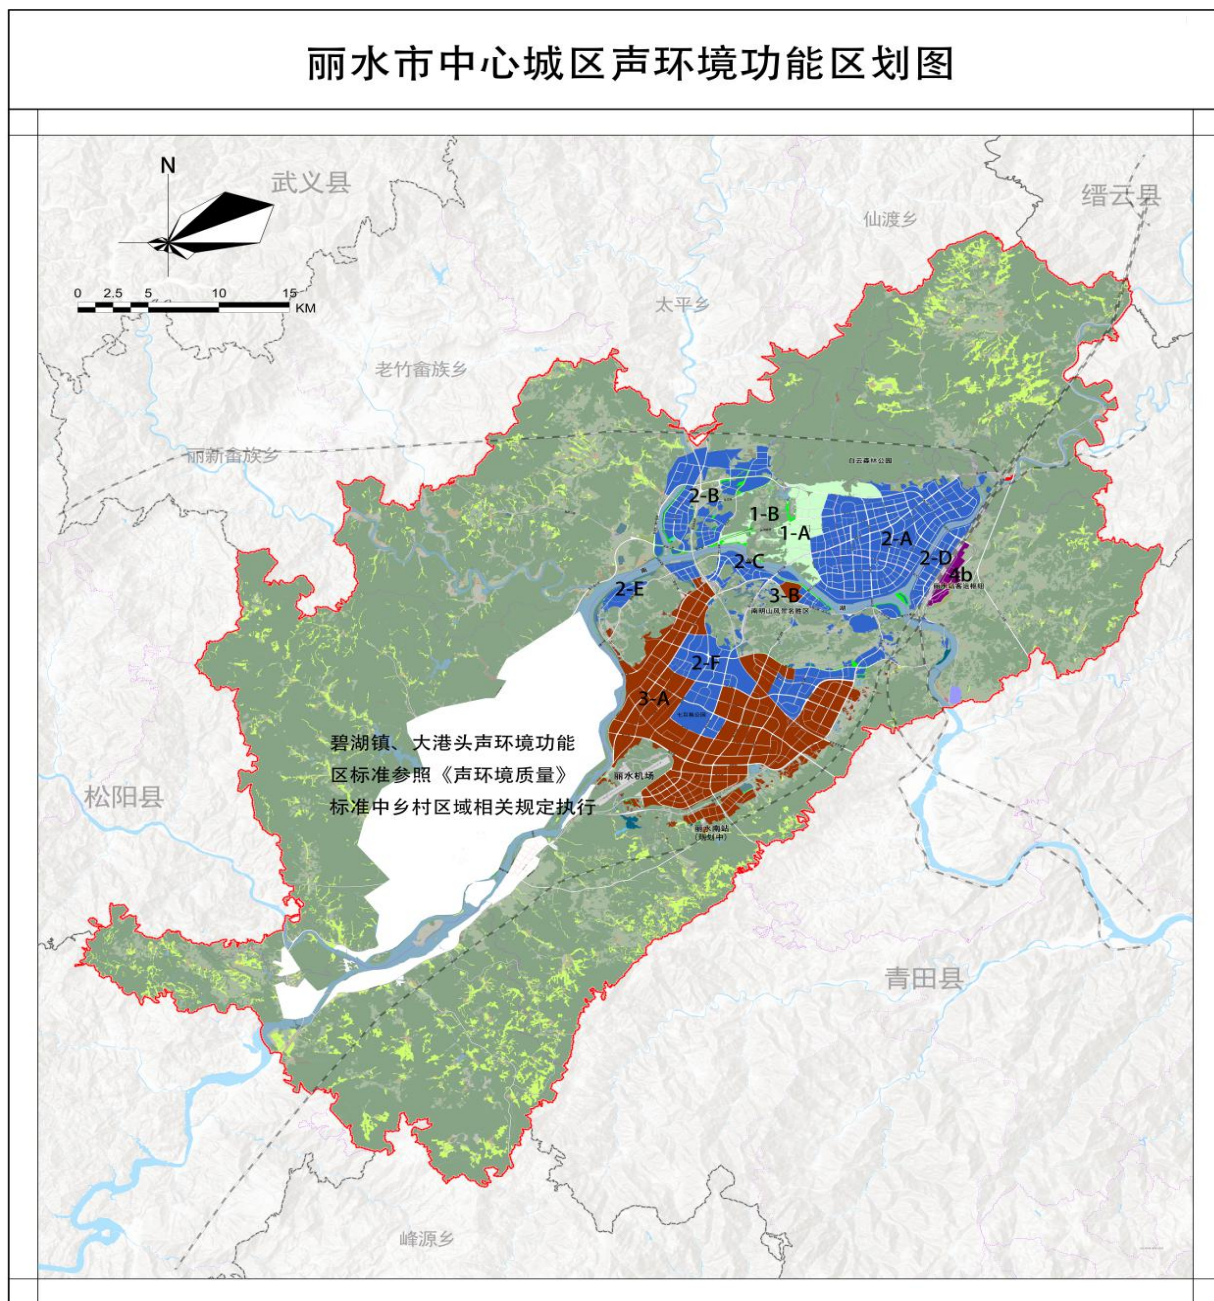 丽水市中心城区声环境功能区划图
N
武义县
缙云县
仙渡乡
0 2.5 5 10 15
KM
太平乡
老竹畲族乡
丽新畲族乡
白云森林公园
2-B
1-B
1-A
2-A
2-C
2-D
4b
2-E
3-B
南明山风景名胜区
湖
2-F
3-A
碧湖镇、大港头声环境功能
区标准参照《声环境质量》
标准中乡村区域相关规定执行
丽水机场
松阳县
丽水南站
(规划中)
青田县
峰源乡